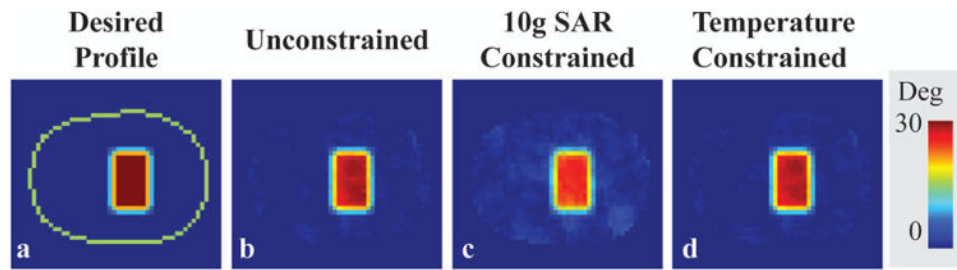 Desired
Profile
Unconstrained
10g SAR
Constrained
Temperature
Constrained
Deg
30
0
a
b
c
d